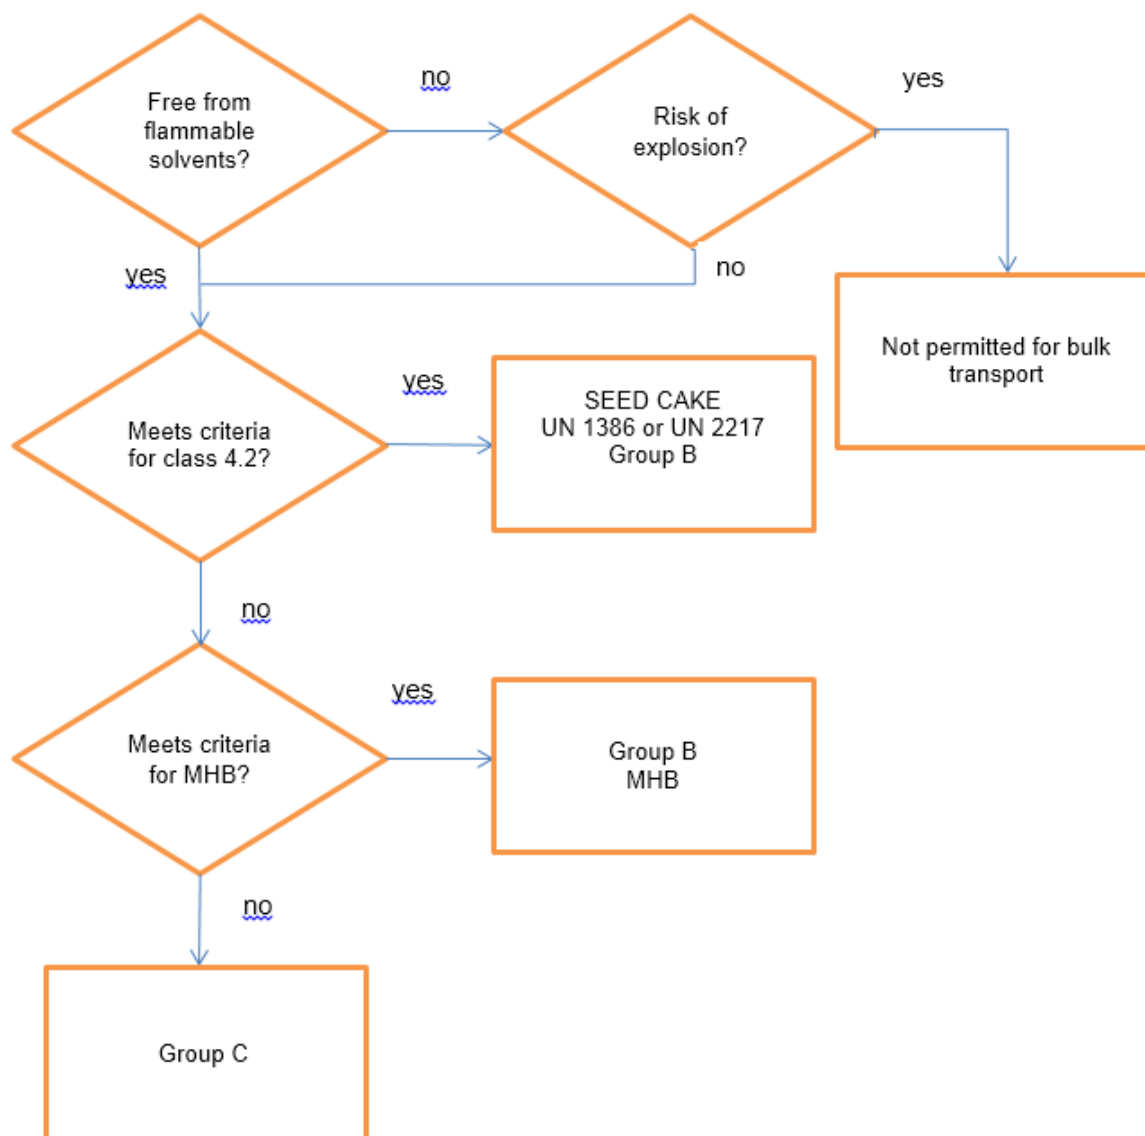 Free from
flammable
solvents?
no
Risk of
explosion?
yes
yes
no
Not permitted for bulk
transport
Meets criteria
for class 4.2?
yes
SEED CAKE
UN 1386 or UN 2217
Group B
no
Meets criteria
for MHB?
yes
Group B
MHB
no
Group C